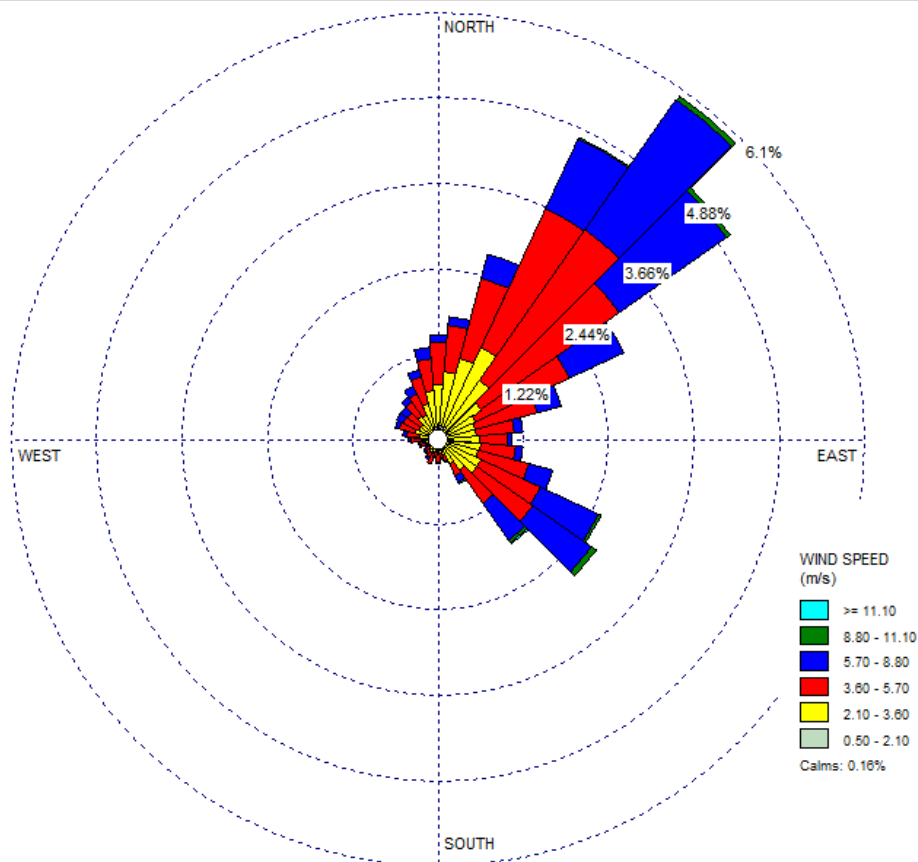 NORTH
6.1%
4.88%
3.66%
2.44%
1.22%
WEST
EAST
SOUTH
WIND SPEED
(m/s)
>= 11.10
8.80 - 11.10
5.70 - 8.80
3.60 - 5.70
2.10 - 3.60
0.50 - 2.10
Calms: 0.16%